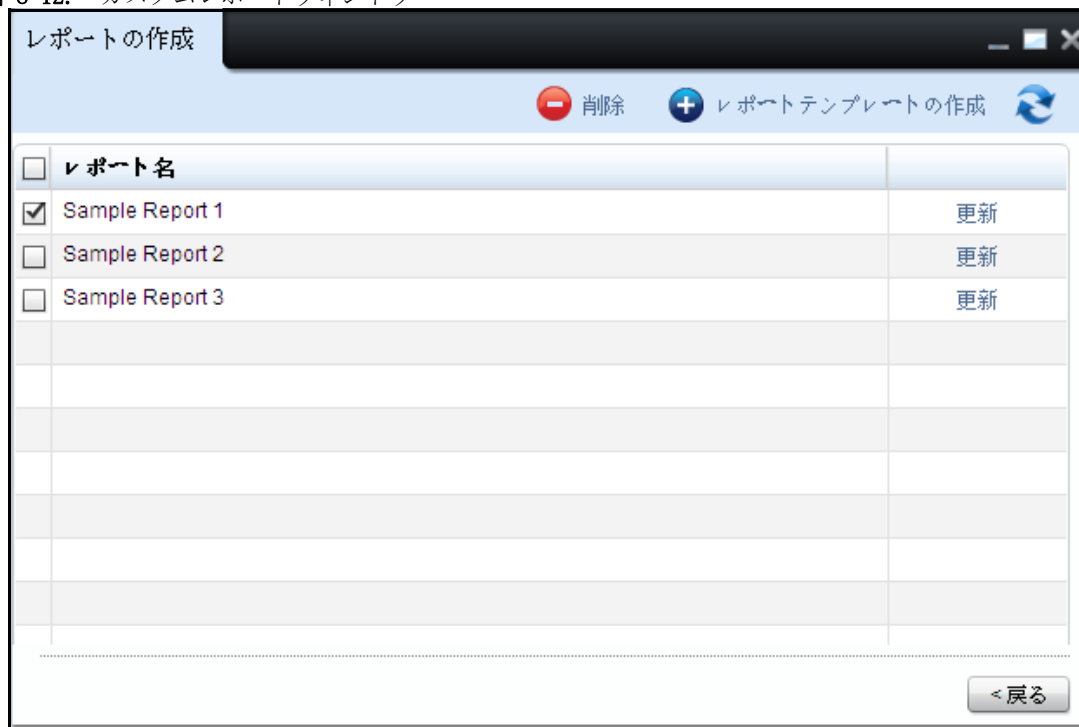 レポートの作成
削除 レポートテンプレートの作成
レポート名
Sample Report 1 更新
Sample Report 2 更新
Sample Report 3 更新
<戻る